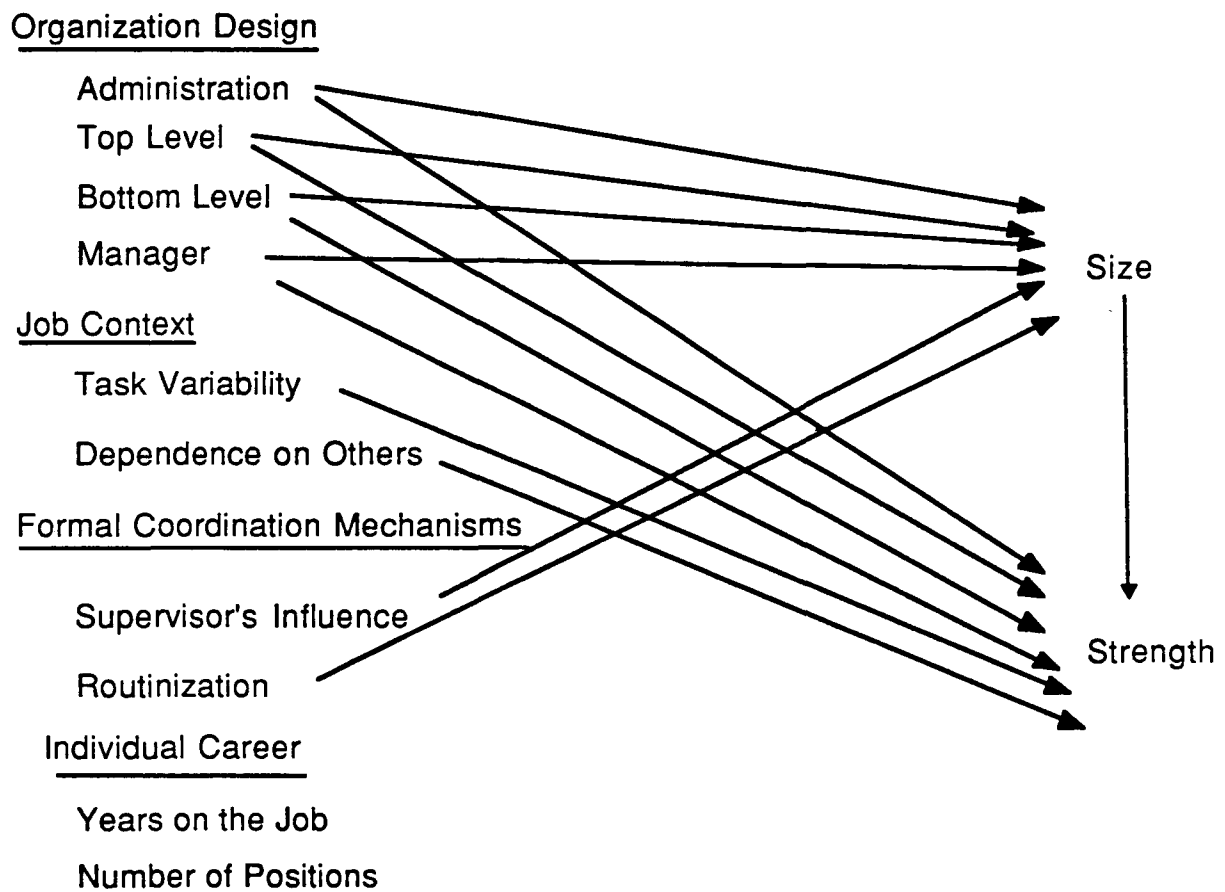 Organization Design
Administration
Top Level
Bottom Level
Manager
Size
Job Context
Task Variability
Dependence on Others
Formal Coordination Mechanisms
Supervisor's Influence
Strength
Routinization
Individual Career
Years on the Job
Number of Positions